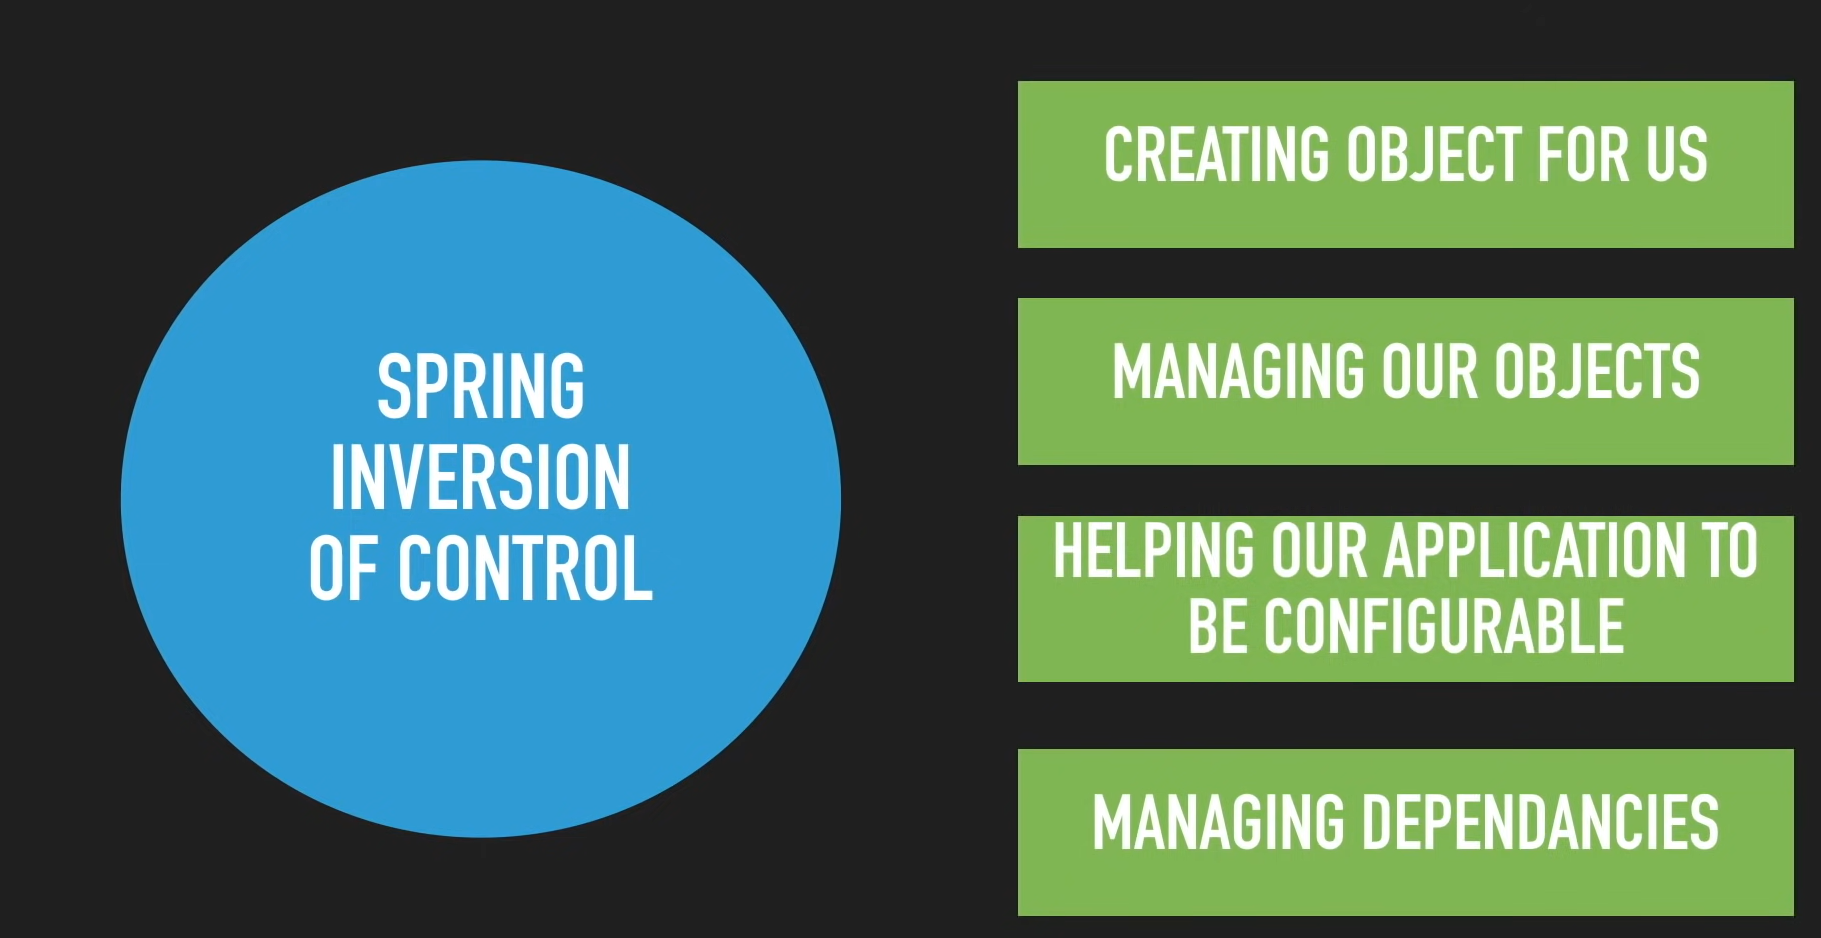 SPRING
INVERSION
OF CONTROL
CREATING OBJECT FOR US
MANAGING OUR OBJECTS
HELPING OUR APPLICATION TO
BE CONFIGURABLE
MANAGING DEPENDANCIES